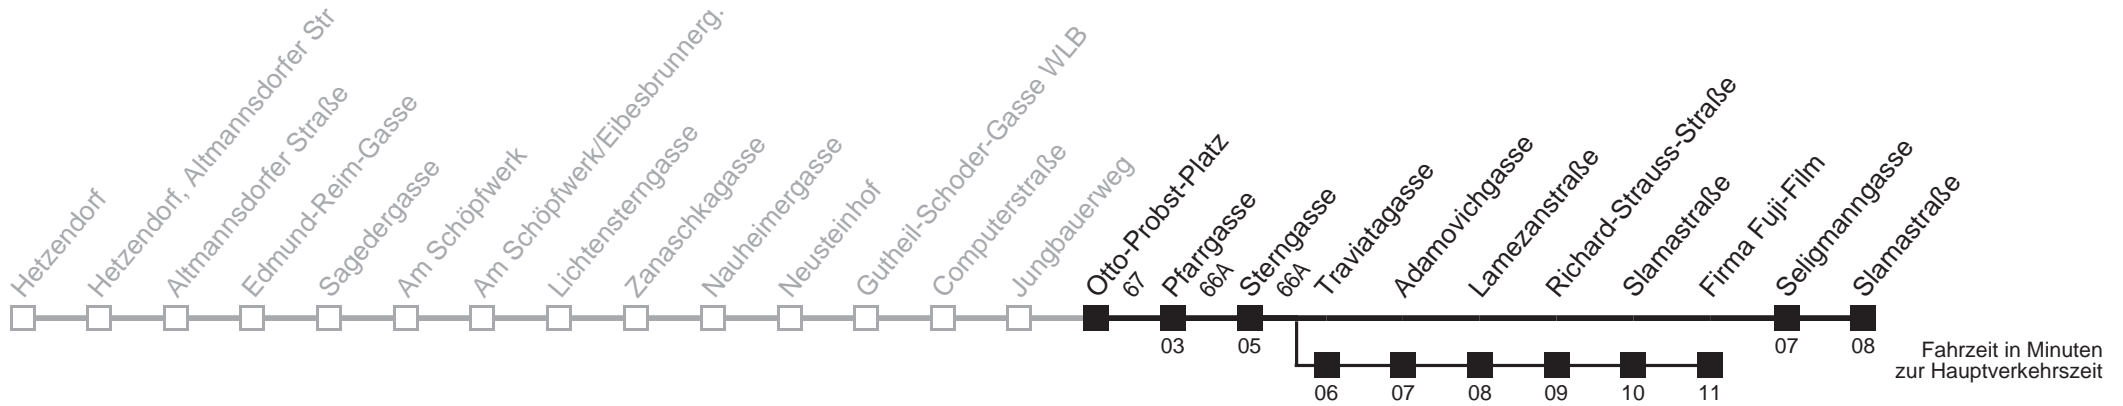 Hetzendorf
Hetzendorf, Altmannsdorfer Str
Altmannsdorfer Straße
Edmund-Reim-Gasse
Sagedergasse
Am Schöpfwerk
Am Schöpfwerk/Eibesbrunnerg.
Lichtensterngasse
Zanaschkagasse
Nauheimergasse
Neusteinhof
Gutheil-Schoder-Gasse WLB
Computerstraße
Jungbauerweg
Otto-Probst-Platz
67
Pfarrgasse
66A
Sterngasse
66A
Traviatagasse
Adamovichgasse
Lamezanstraße
Richard-Strauss-Straße
Slamastraße
Firma Fuji-Film
Seligmanngasse
Slamastraße
03
05
07
08
06
07
08
09
10
11
Fahrzeit in Minuten
zur Hauptverkehrszeit